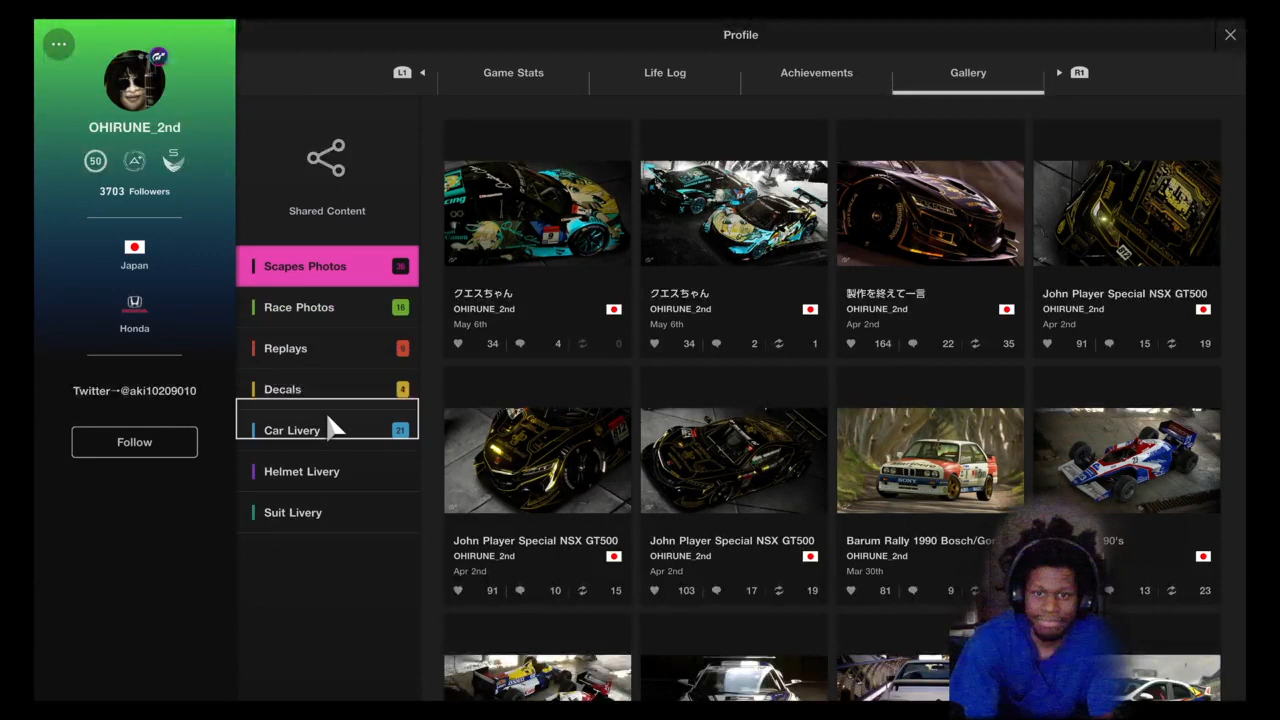 Profile
L1
Game Stats
Life Log
Achievements
Gallery
R1
OHIRUNE_2nd
50
A+
S
3703 Followers
Japan
Honda
Twitter→@aki10209010
Follow
Shared Content
Scapes Photos
Race Photos 16
Replays
Decals 4
Car Livery 21
Helmet Livery
Suit Livery
クエスちゃん
OHIRUNE_2nd
May 6th
34 4 0
クエスちゃん
OHIRUNE_2nd
May 6th
34 2 1
製作を終えて一言
OHIRUNE_2nd
Apr 2nd
164 22 35
John Player Special NSX GT500
OHIRUNE_2nd
Apr 2nd
91 15 19
John Player Special NSX GT500
OHIRUNE_2nd
Apr 2nd
91 10 15
John Player Special NSX GT500
OHIRUNE_2nd
Apr 2nd
103 17 19
SONY
Barum Rally 1990 Bosch/Gor
OHIRUNE_2nd
Mar 30th
81 9
90's
13 23